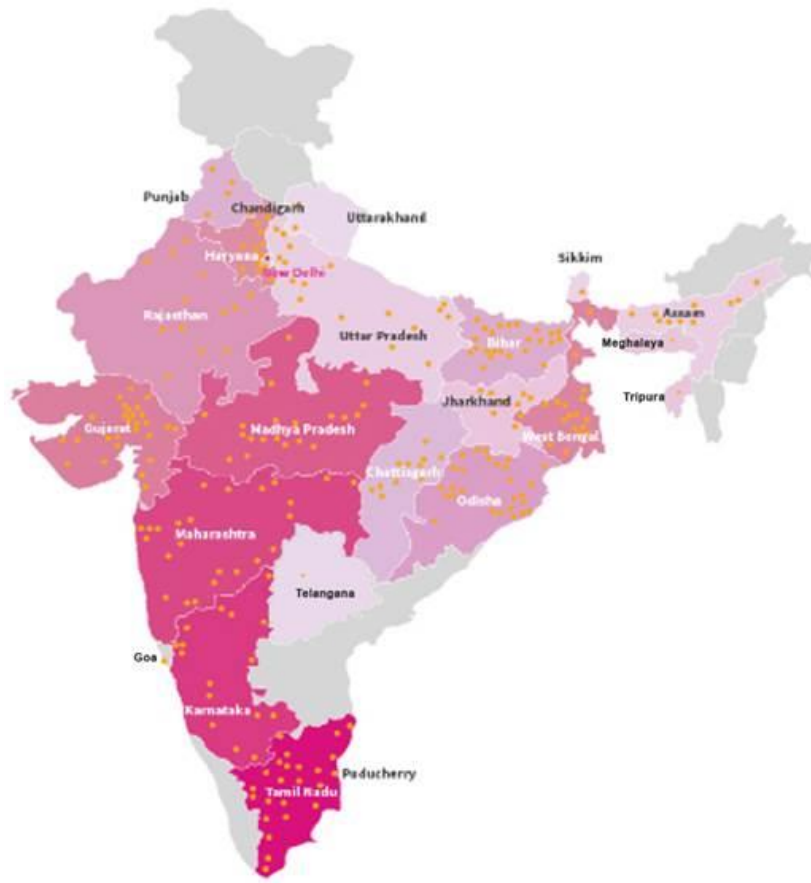 Punjab
Chandigarh
Uttarakhand
Haryana
New Delhi
Sikkim
Rajasthan
Uttar Pradesh
Bihar
Assam
Meghalaya
Jharkhand
Tripura
Gujarat
Madhya Pradesh
West Bengal
Chattisgarh
Odisha
Maharashtra
Telangana
Goa
Karnataka
Paducherry
Tamil Nadu